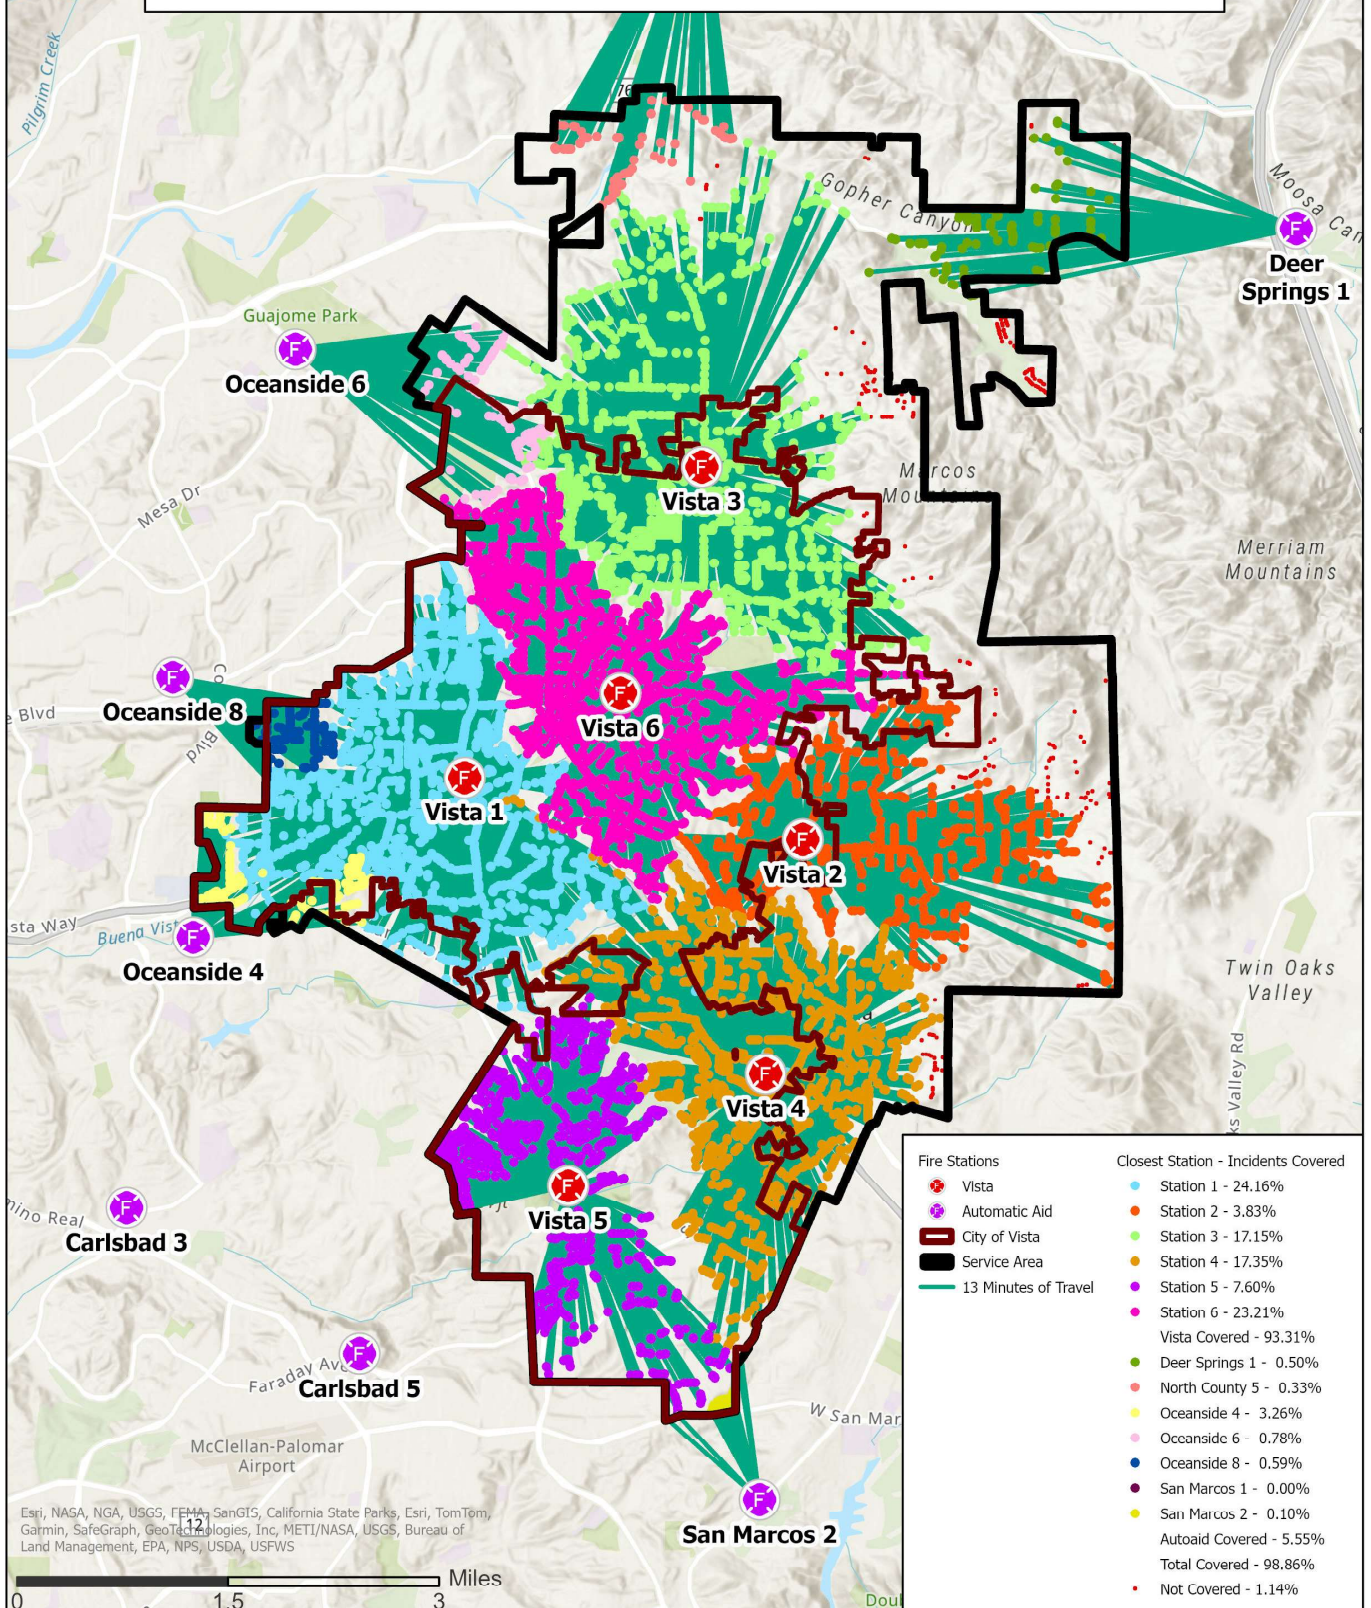 Pilgrim Creek
76
Gopher Canyon
Moosa Can
Deer
Springs 1
Guajome Park
Oceanside 6
Vista 3
Marcos
Mountains
Mesa Dr
Merriam
Mountains
Oceanside 8
e Blvd
Blvd
Vista 6
Vista 1
Vista 2
sta Way
Buena Vist
Oceanside 4
Twin Oaks
Valley
Vista 4
ks Valley Rd
Vista 5
mino Real
Carlsbad 3
Faraday Ave
Carlsbad 5
W San Mar
McClellan-Palomar
Airport
San Marcos 2
Fire Stations
Vista
Automatic Aid
City of Vista
Service Area
13 Minutes of Travel
Closest Station - Incidents Covered
Station 1 - 24.16%
Station 2 - 3.83%
Station 3 - 17.15%
Station 4 - 17.35%
Station 5 - 7.60%
Station 6 - 23.21%
Vista Covered - 93.31%
Deer Springs 1 - 0.50%
North County 5 - 0.33%
Oceanside 4 - 3.26%
Oceanside 6 - 0.78%
Oceanside 8 - 0.59%
San Marcos 1 - 0.00%
San Marcos 2 - 0.10%
Autoaid Covered - 5.55%
Total Covered - 98.86%
Not Covered - 1.14%
Esri, NASA, NGA, USGS, FEMA, SanGIS, California State Parks, Esri, TomTom,
Garmin, SafeGraph, GeoTechnologies, Inc, METI/NASA, USGS, Bureau of
Land Management, EPA, NPS, USDA, USFWS
12
Miles
0 1.5 3
Doul